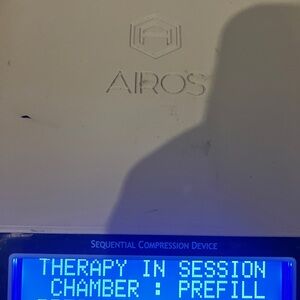 AIROS
SEQUENTIAL COMPRESSION DEVICE
THERAPY IN SESSION
CHAMBER : PREFILL